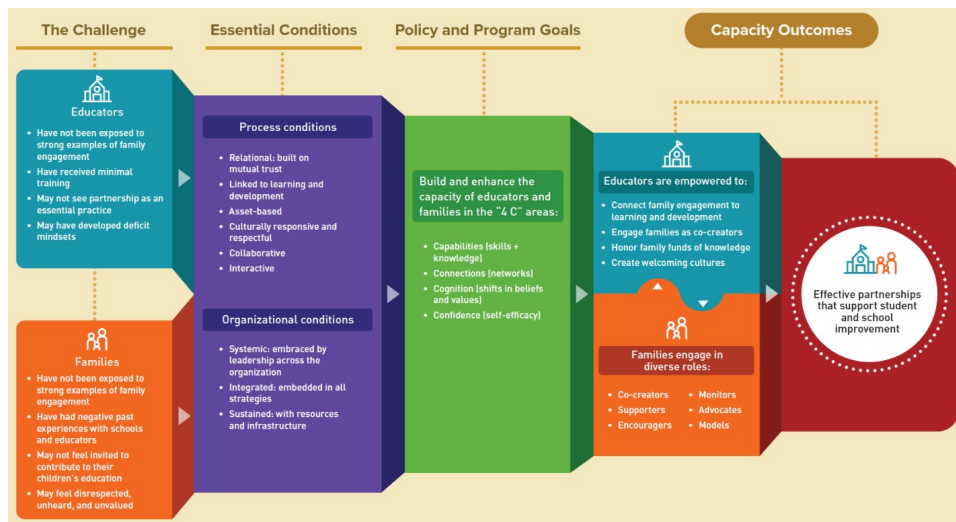 The Challenge
Essential Conditions
Policy and Program Goals
Capacity Outcomes
Educators
• Have not been exposed to
strong examples of family
engagement
• Have received minimal
training
• May not see partnership as an
essential practice
• May have developed deficit
mindsets
Families
• Have not been exposed to
strong examples of family
engagement
• Have had negative past
experiences with schools
and educators
• May not feel invited to
contribute to their
children's education
• May feel disrespected,
unheard, and unvalued
Process conditions
• Relational: built on
mutual trust
• Linked to learning and
development
• Asset-based
• Culturally responsive and
respectful
• Collaborative
• Interactive
Organizational conditions
• Systemic: embraced by
leadership across the
organization
• Integrated: embedded in all
strategies
• Sustained: with resources
and infrastructure
Build and enhance the
capacity of educators and
families in the "4 C" areas:
• Capabilities (skills +
knowledge)
• Connections (networks)
• Cognition (shifts in beliefs
and values)
• Confidence (self-efficacy)
Educators are empowered to:
• Connect family engagement to
learning and development
• Engage families as co-creators
• Honor family funds of knowledge
• Create welcoming cultures
Families engage in
diverse roles:
• Co-creators
• Supporters
• Encouragers
• Monitors
• Advocates
• Models
Effective partnerships
that support student
and school
improvement